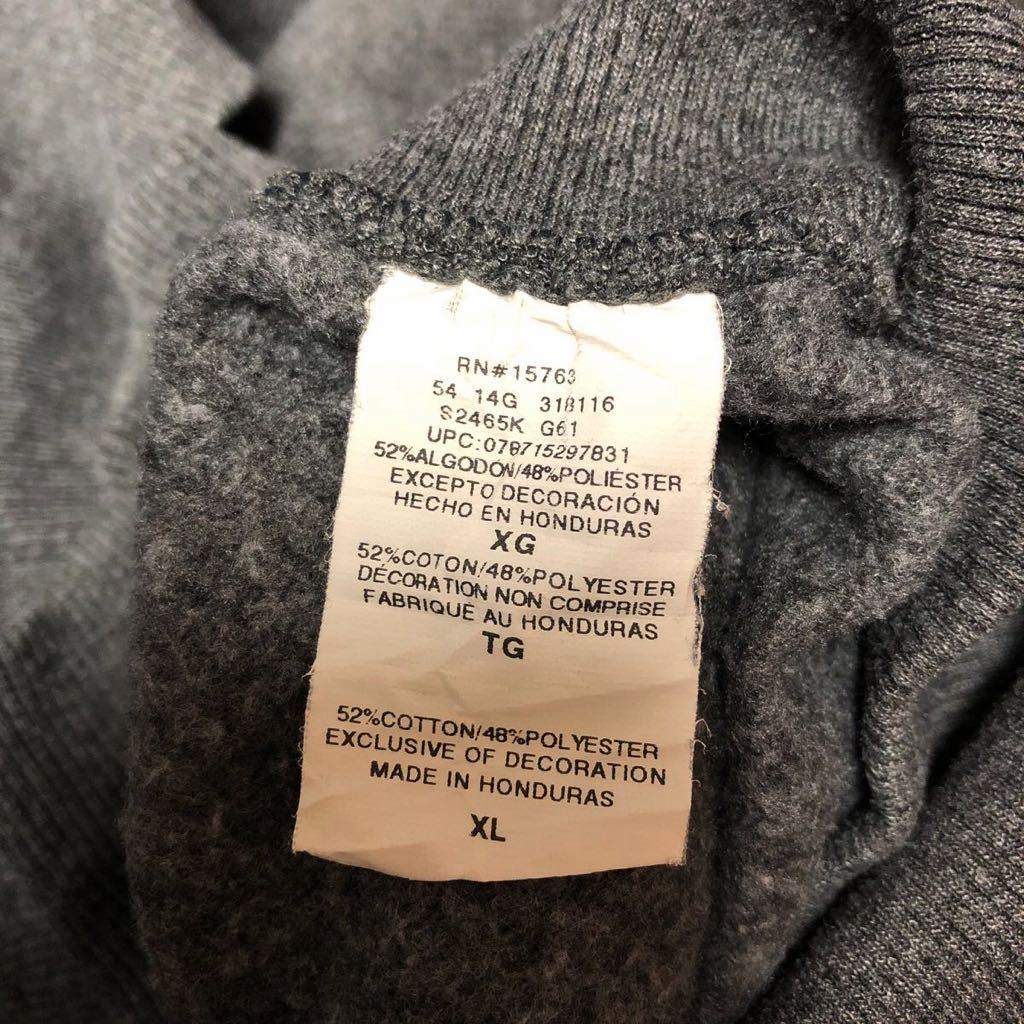 RN#15763
54 14G 318116
S2465K G61
UPC:078715297831
52%ALGODON/48%POLIÉSTER
EXCEPTO DECORACIÓN
HECHO EN HONDURAS
XG
52%COTON/48%POLYESTER
DÉCORATION NON COMPRISE
FABRIQUÉ AU HONDURAS
TG
52%COTTON/48%POLYESTER
EXCLUSIVE OF DECORATION
MADE IN HONDURAS
XL